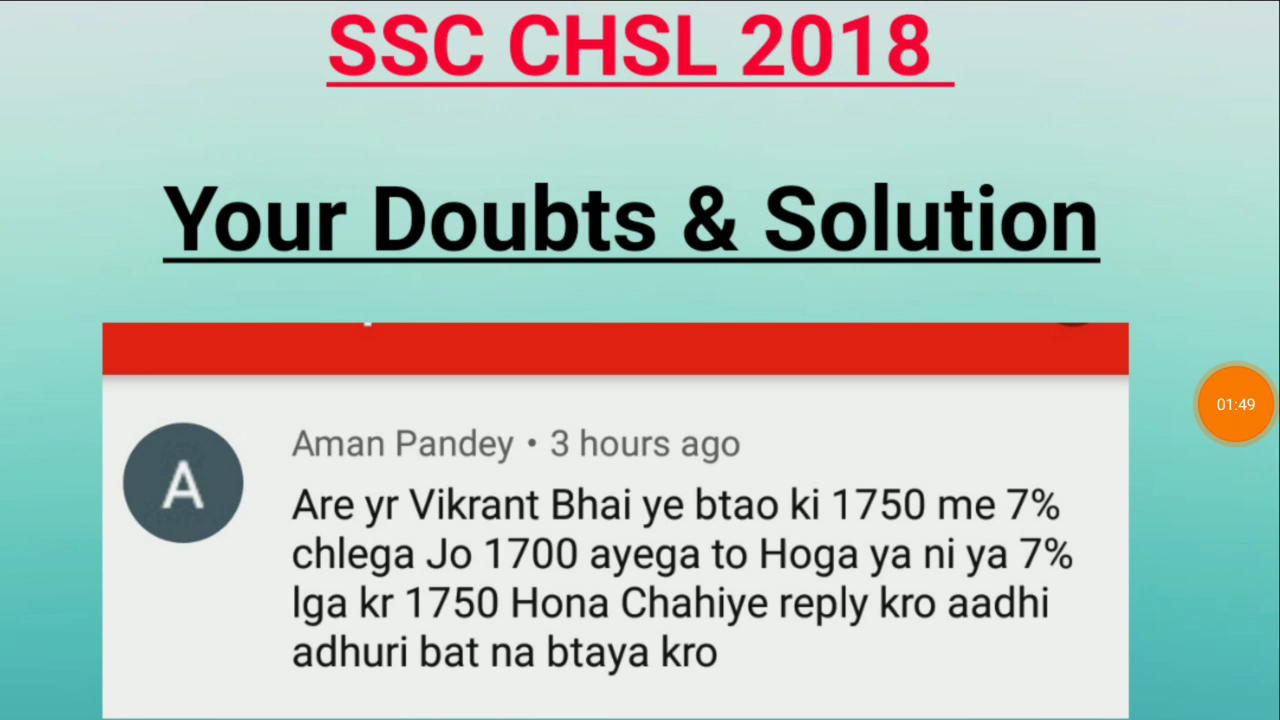 SSC CHSL 2018
Your Doubts & Solution
A
Aman Pandey • 3 hours ago
Are yr Vikrant Bhai ye btao ki 1750 me 7%
chlega Jo 1700 ayega to Hoga ya ni ya 7%
lga kr 1750 Hona Chahiye reply kro aadhi
adhuri bat na btaya kro
01:49